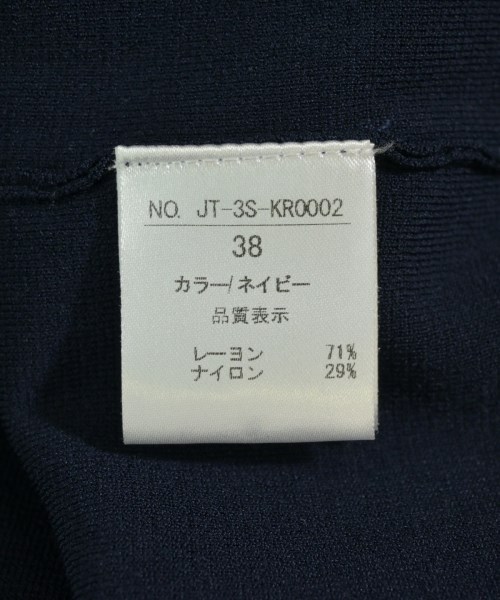 NO. JT-3S-KR0002
38
カラー/ネイビー
品質表示
レーヨン 71%
ナイロン 29%